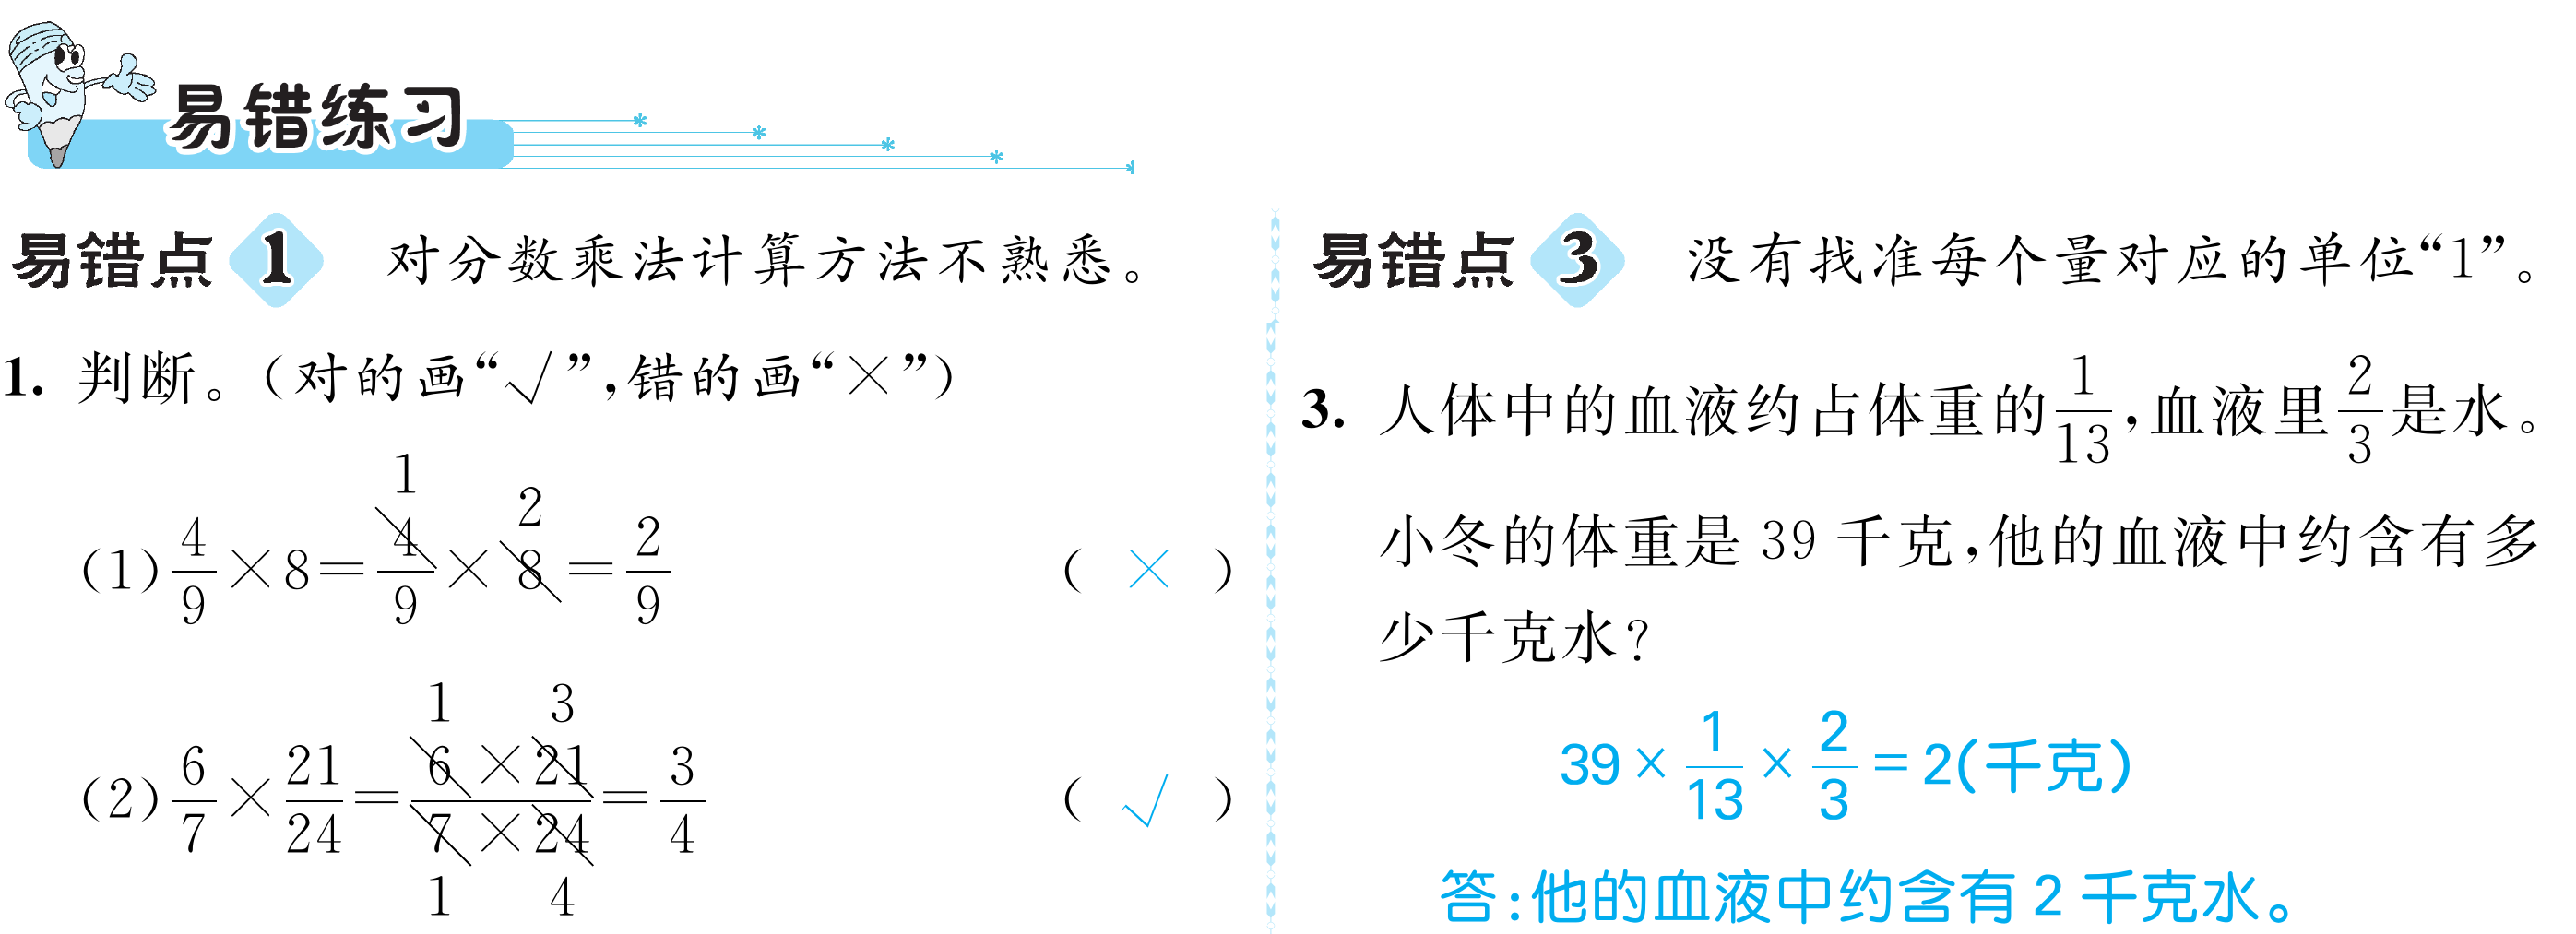 易错练习
易错点 1 对分数乘法计算方法不熟悉。
1. 判断。(对的画“√”,错的画“×”)
(1) 4/9 × 8 = 4/9 × 8 = 2/9 ( × )
1 2
(2) 6/7 × 21/24 = (6 × 21)/(7 × 24) = 3/4 ( √ )
1 3
1 4
易错点 3 没有找准每个量对应的单位“1”。
3. 人体中的血液约占体重的1/13,血液里2/3是水。
小冬的体重是 39 千克,他的血液中约含有多
少千克水?
39 × 1/13 × 2/3 = 2(千克)
答:他的血液中约含有 2 千克水。